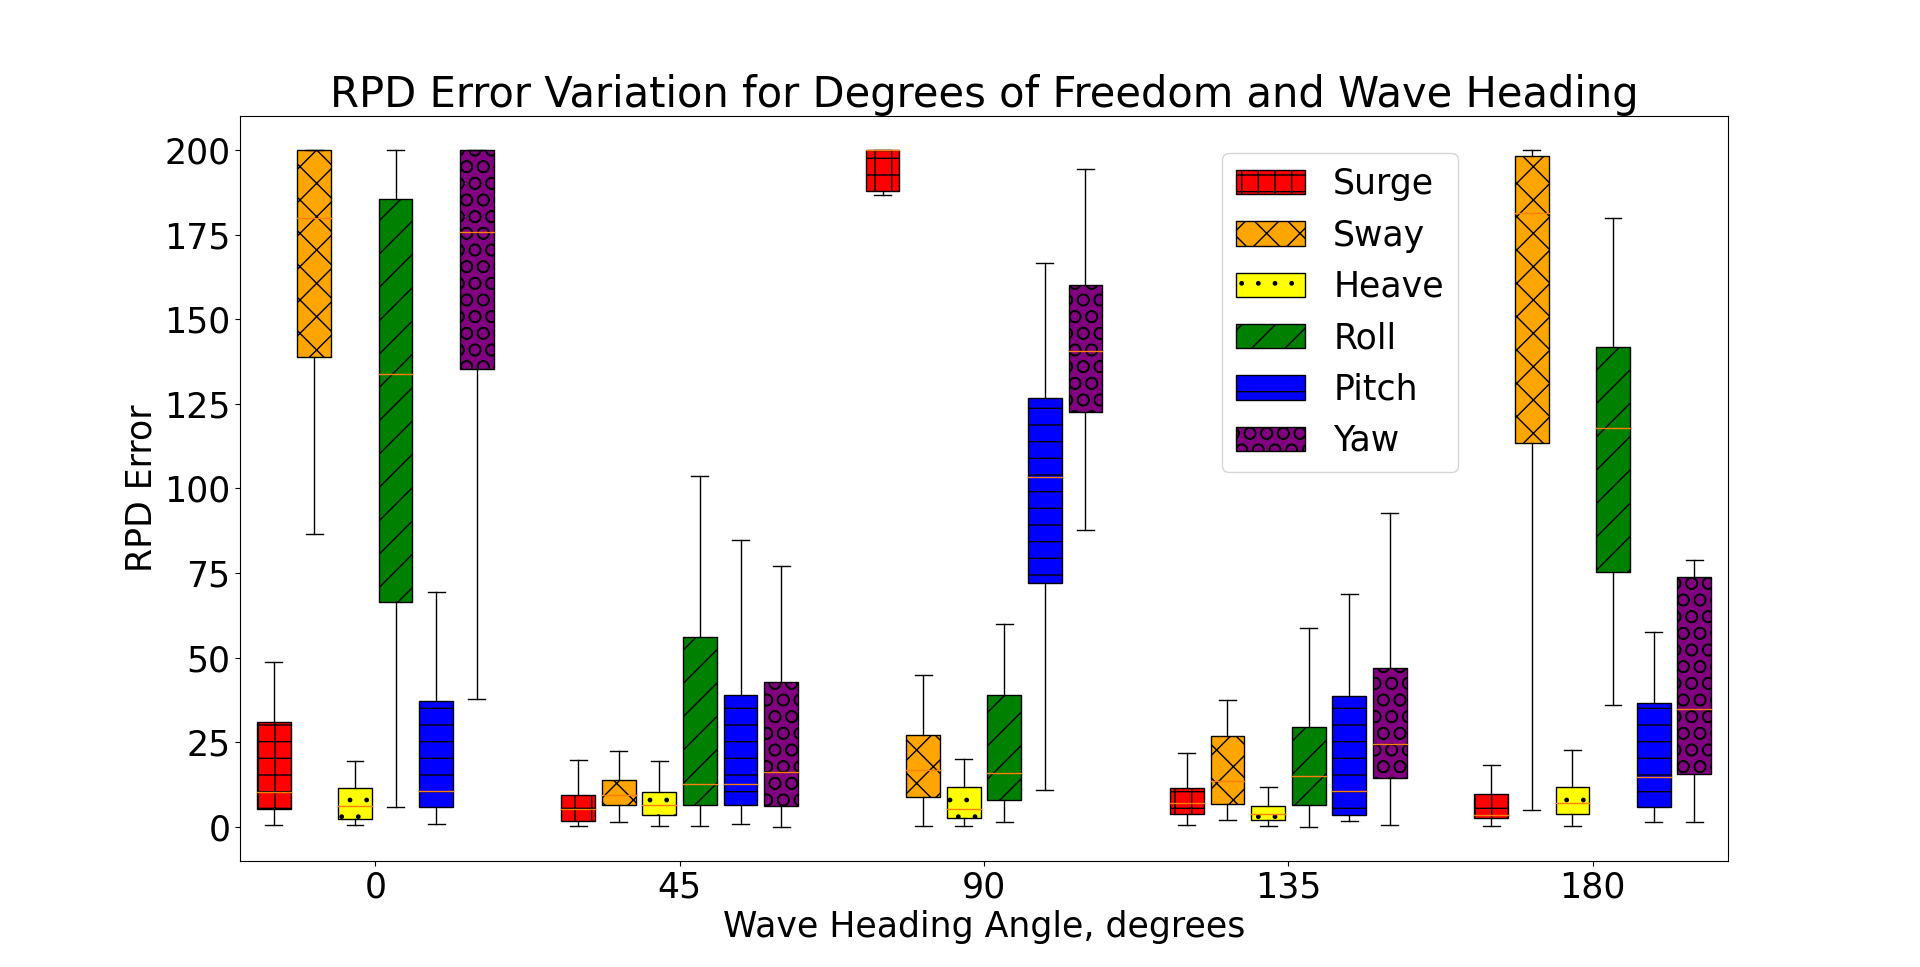 RPD Error Variation for Degrees of Freedom and Wave Heading
RPD Error
200
175
150
125
100
75
50
25
0
Surge
Sway
Heave
Roll
Pitch
Yaw
0 45 90 135 180
Wave Heading Angle, degrees